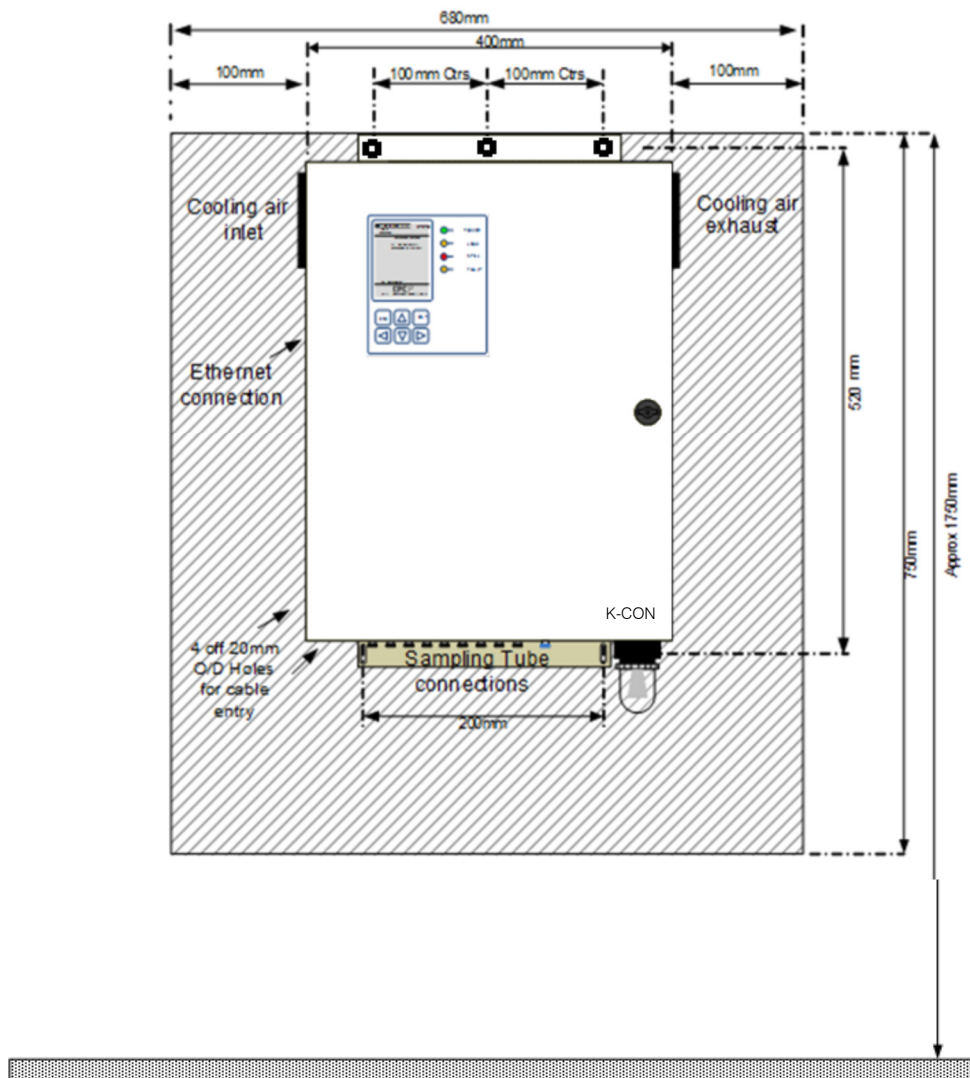 680mm
400mm
100mm
100mm Ctrs.
100mm Ctrs.
100mm
Cooling air
inlet
Cooling air
exhaust
Ethernet
connection
520 mm
750mm
Approx 1750mm
K-CON
4 off 20mm
O/D Holes
for cable
entry
Sampling Tube
connections
200mm